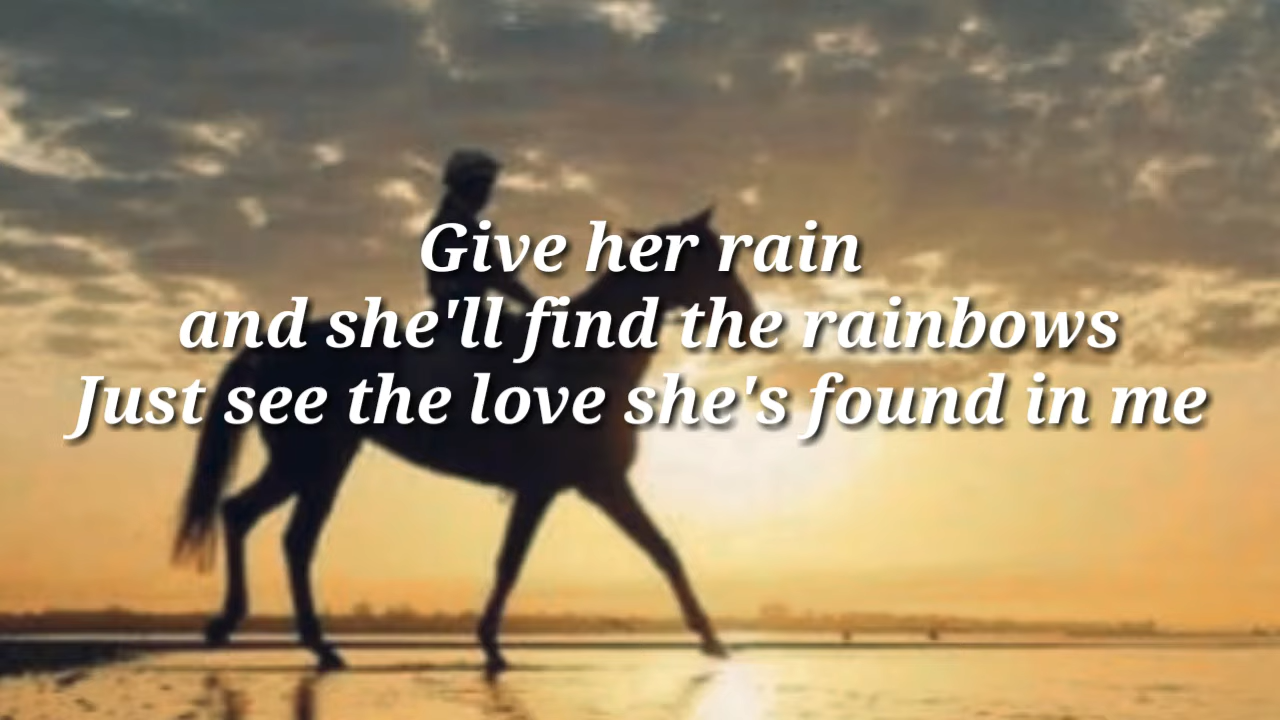 Give her rain
and she'll find the rainbows
Just see the love she's found in me